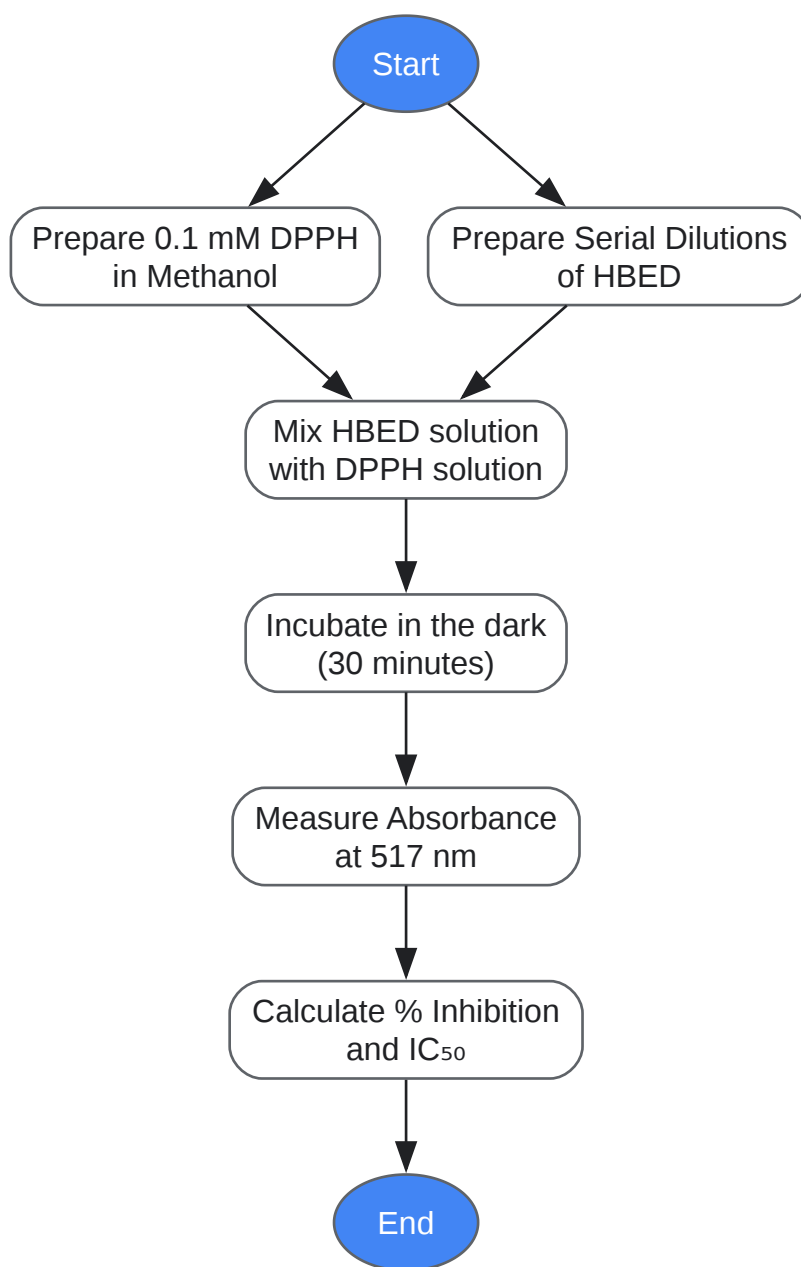 Start
Prepare 0.1 mM DPPH
in Methanol
Prepare Serial Dilutions
of HBED
Mix HBED solution
with DPPH solution
Incubate in the dark
(30 minutes)
Measure Absorbance
at 517 nm
Calculate % Inhibition
and IC₅₀
End